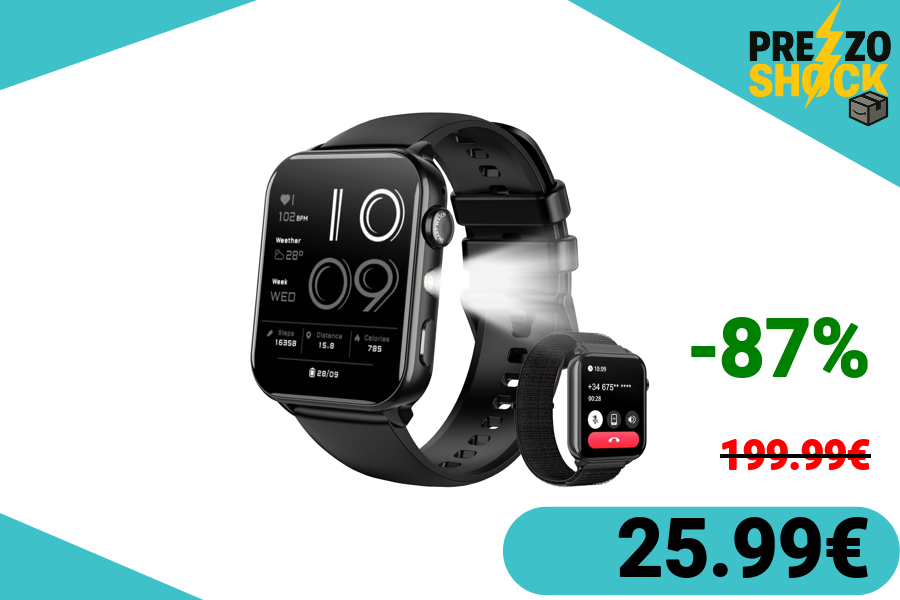 PREZZO
SHOCK
1
102 BPM
10
Weather
28°
09
Week
WED
Steps
Distance
Calories
16358
15.8
785
28/09
10:09
+34 675** ****
00:28
-87%
199.99€
25.99€